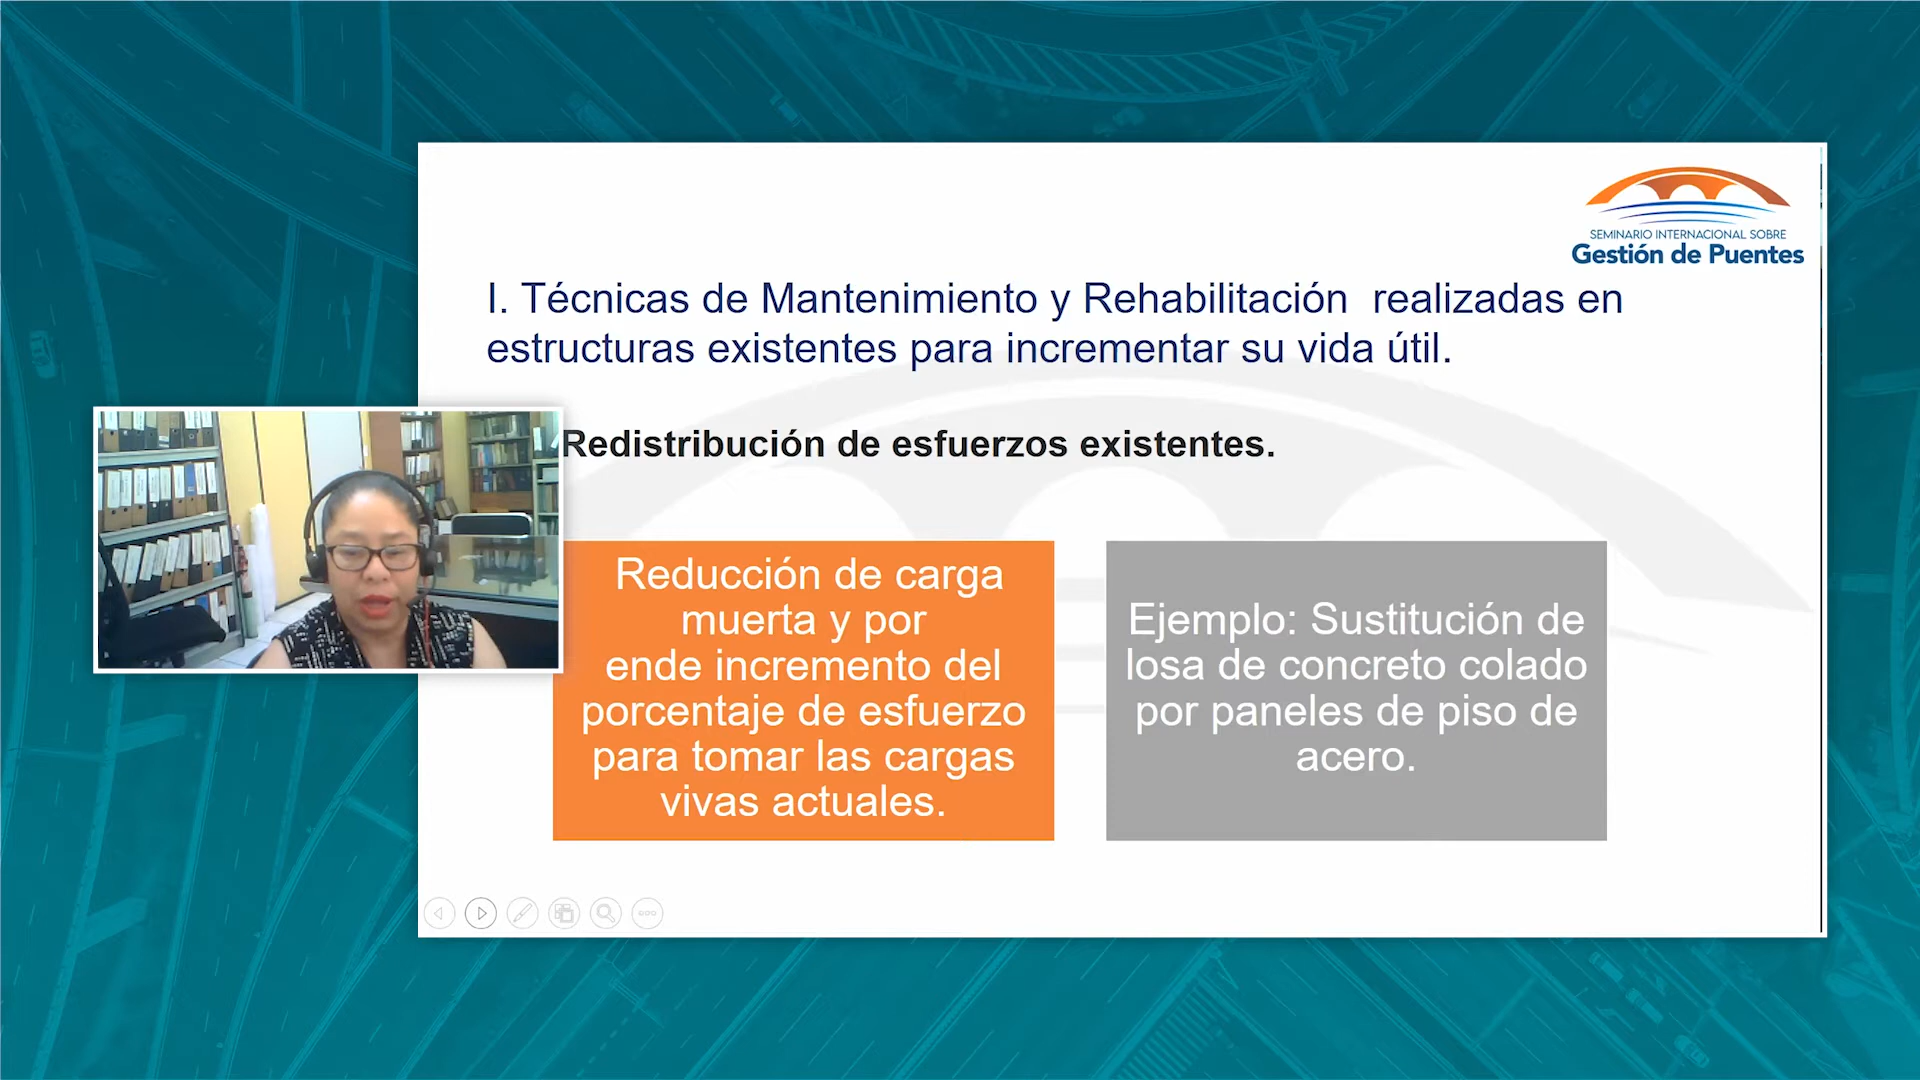 SEMINARIO INTERNACIONAL SOBRE
Gestión de Puentes
I. Técnicas de Mantenimiento y Rehabilitación realizadas en
estructuras existentes para incrementar su vida útil.
Redistribución de esfuerzos existentes.
Reducción de carga
muerta y por
ende incremento del
porcentaje de esfuerzo
para tomar las cargas
vivas actuales.
Ejemplo: Sustitución de
losa de concreto colado
por paneles de piso de
acero.